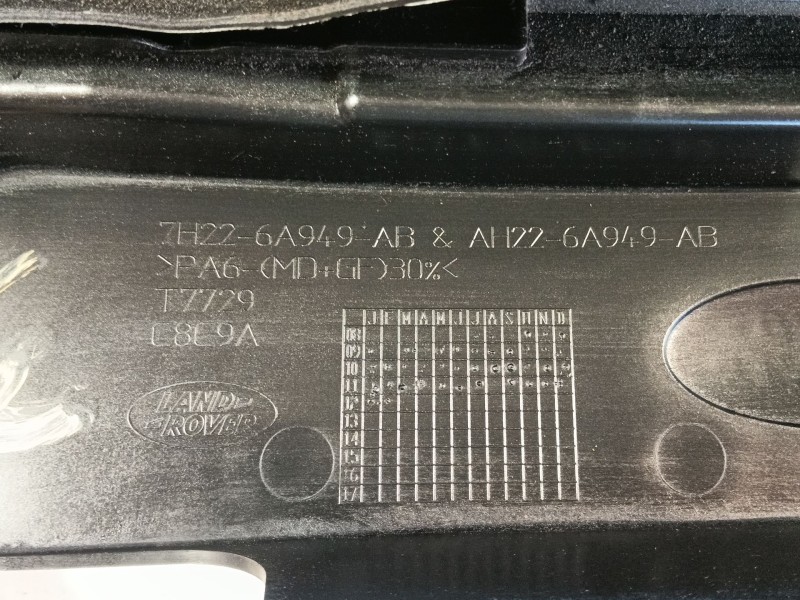 7H22-6A949-AB & AH22-6A949-AB
>PA6-(MD+GF)30%<
T7729
E8E9A
LAND-
-ROVER
J F M A M J J A S O N D
08
09
10
11
12
13
14
15
16
17